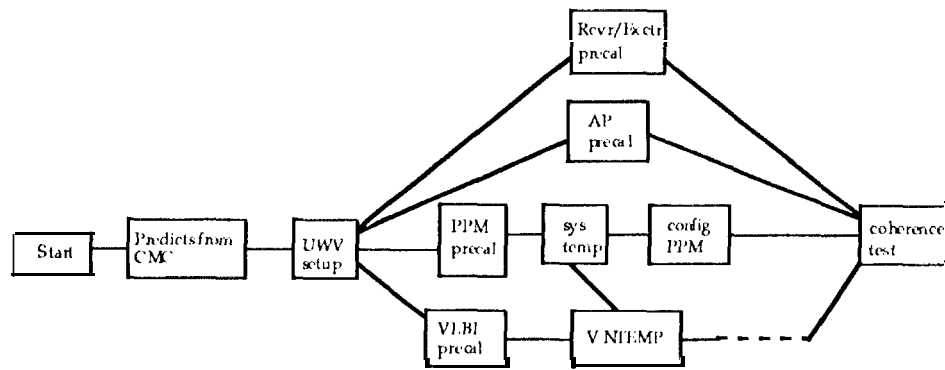 Rcvr/Exctr
precal
AP
precal
Start
Predicts from
CMC
UWV
setup
PPM
precal
sys
temp
config
PPM
coherence
test
VLBI
precal
VNTEMP